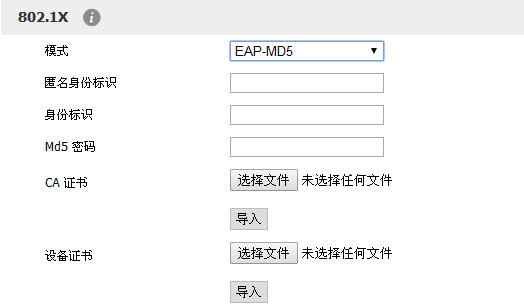 802.1X i
模式 EAP-MD5
匿名身份标识
身份标识
Md5 密码
CA 证书 选择文件 未选择任何文件
导入
设备证书 选择文件 未选择任何文件
导入